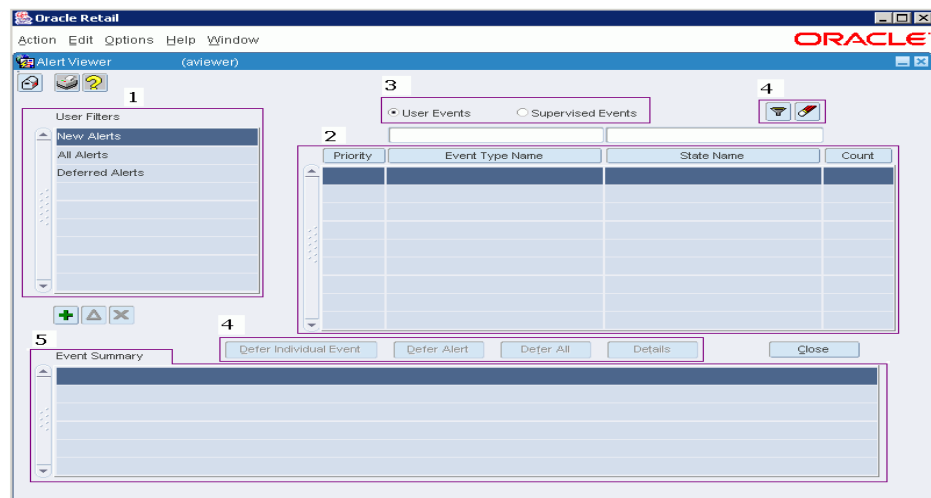 Oracle Retail
Action Edit Options Help Window
ORACLE
Alert Viewer (aviewer)
1
3
4
User Filters
User Events Supervised Events
New Alerts
2
All Alerts
Priority Event Type Name State Name Count
Deferred Alerts
4
5
Event Summary
Defer Individual Event Defer Alert Defer All Details Close